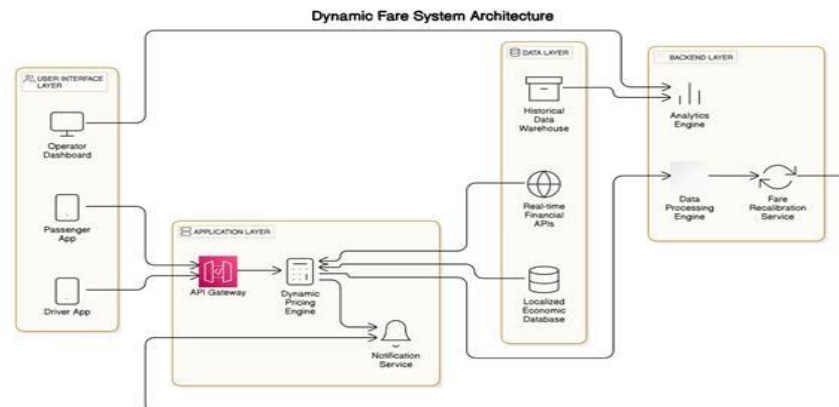 Dynamic Fare System Architecture
USER INTERFACE
LAYER
Operator
Dashboard
Passenger
App
Driver App
APPLICATION LAYER
API Gateway
Dynamic
Pricing
Engine
Notification
Service
DATA LAYER
Historical
Data
Warehouse
Real-time
Financial
APIs
Localized
Economic
Database
BACKEND LAYER
Analytics
Engine
Data
Processing
Engine
Fare
Recalibration
Service